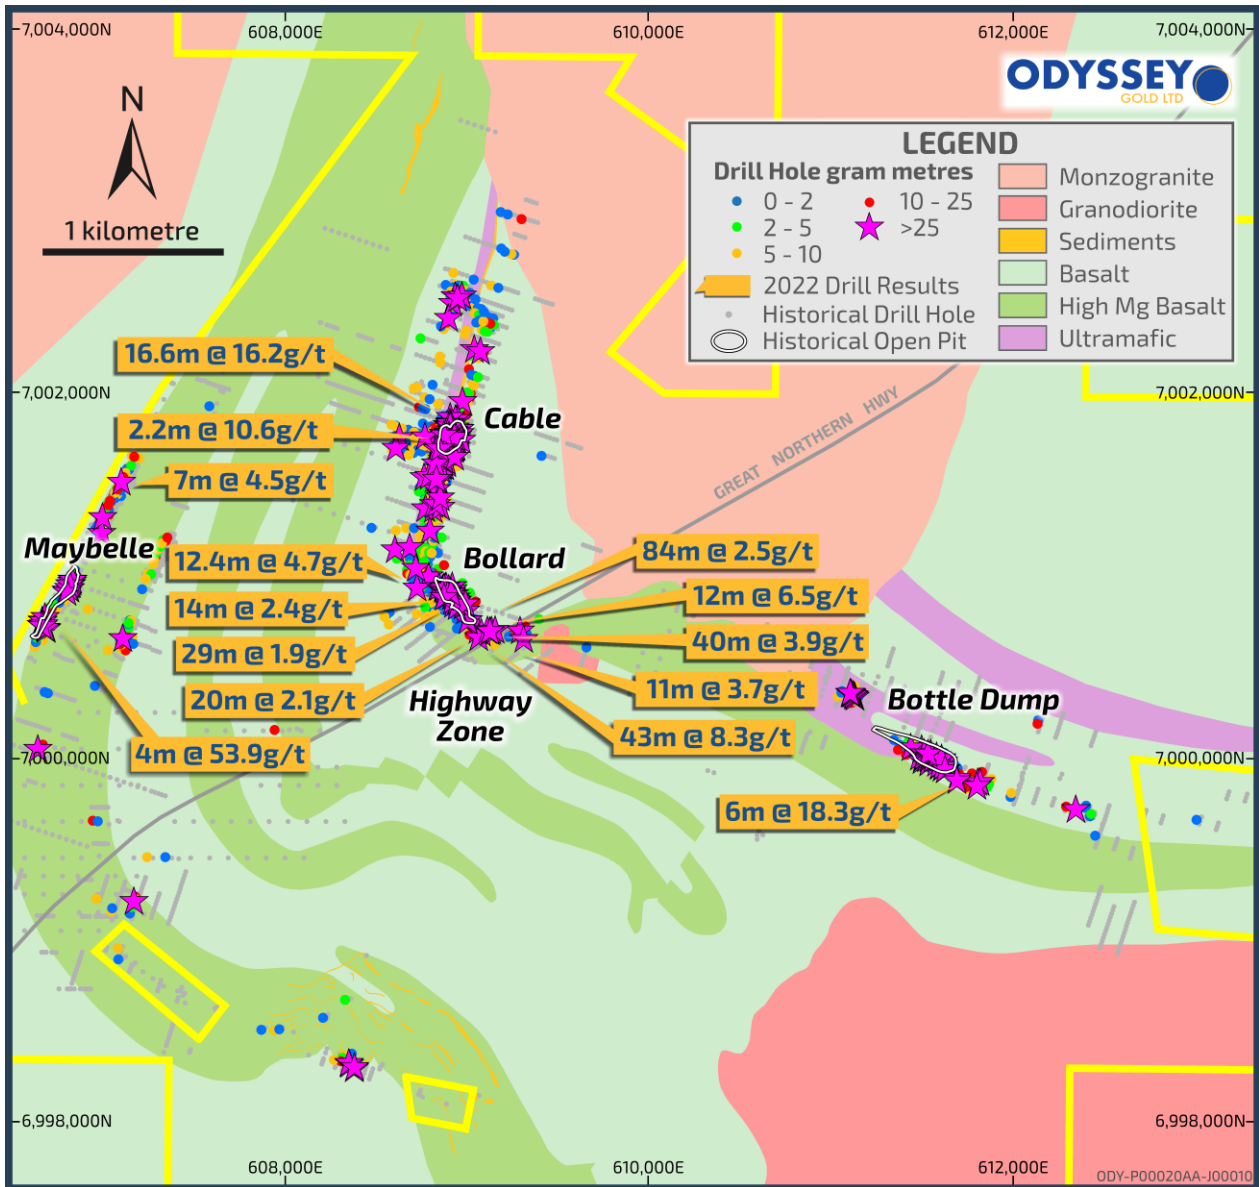 7,004,000N
608,000E
610,000E
612,000E
7,004,000N
ODYSSEY
GOLD LTD
N
1 kilometre
LEGEND
Drill Hole gram metres
0 - 2
2 - 5
5 - 10
10 - 25
>25
2022 Drill Results
Historical Drill Hole
Historical Open Pit
Monzogranite
Granodiorite
Sediments
Basalt
High Mg Basalt
Ultramafic
16.6m @ 16.2g/t
7,002,000N
7,002,000N
2.2m @ 10.6g/t
Cable
GREAT NORTHERN HWY
7m @ 4.5g/t
Maybelle
12.4m @ 4.7g/t
Bollard
84m @ 2.5g/t
14m @ 2.4g/t
12m @ 6.5g/t
29m @ 1.9g/t
40m @ 3.9g/t
20m @ 2.1g/t
Highway
Zone
11m @ 3.7g/t
Bottle Dump
4m @ 53.9g/t
43m @ 8.3g/t
7,000,000N
7,000,000N
6m @ 18.3g/t
6,998,000N
6,998,000N
608,000E
610,000E
612,000E
ODY-P00020AA-J00010